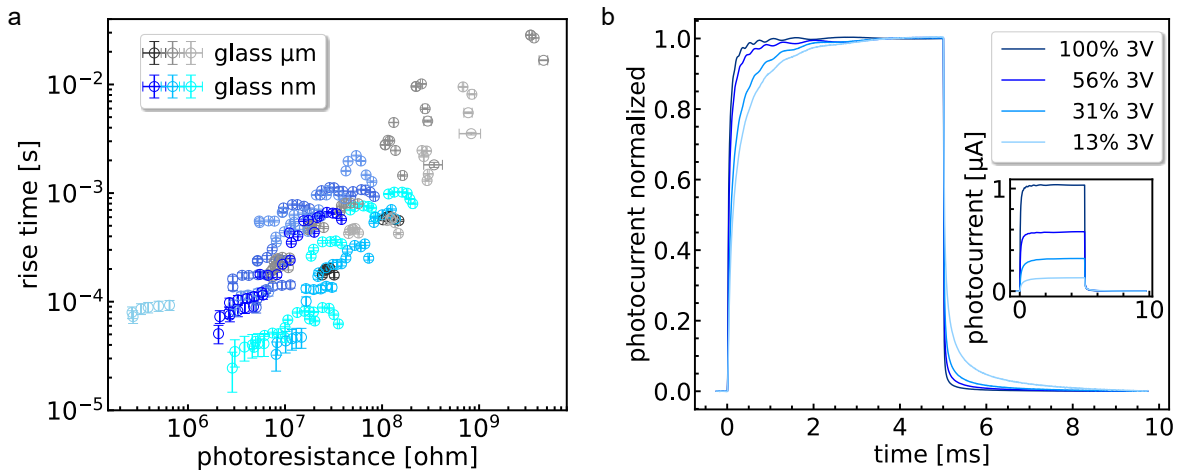 a
rise time [s]
10⁻²
10⁻³
10⁻⁴
10⁻⁵
glass µm
glass nm
10⁶ 10⁷ 10⁸ 10⁹
photoresistance [ohm]
b
photocurrent normalized
1.0
0.8
0.6
0.4
0.2
0.0
100% 3V
56% 3V
31% 3V
13% 3V
photocurrent [µA]
1
0
0 10
0 2 4 6 8 10
time [ms]